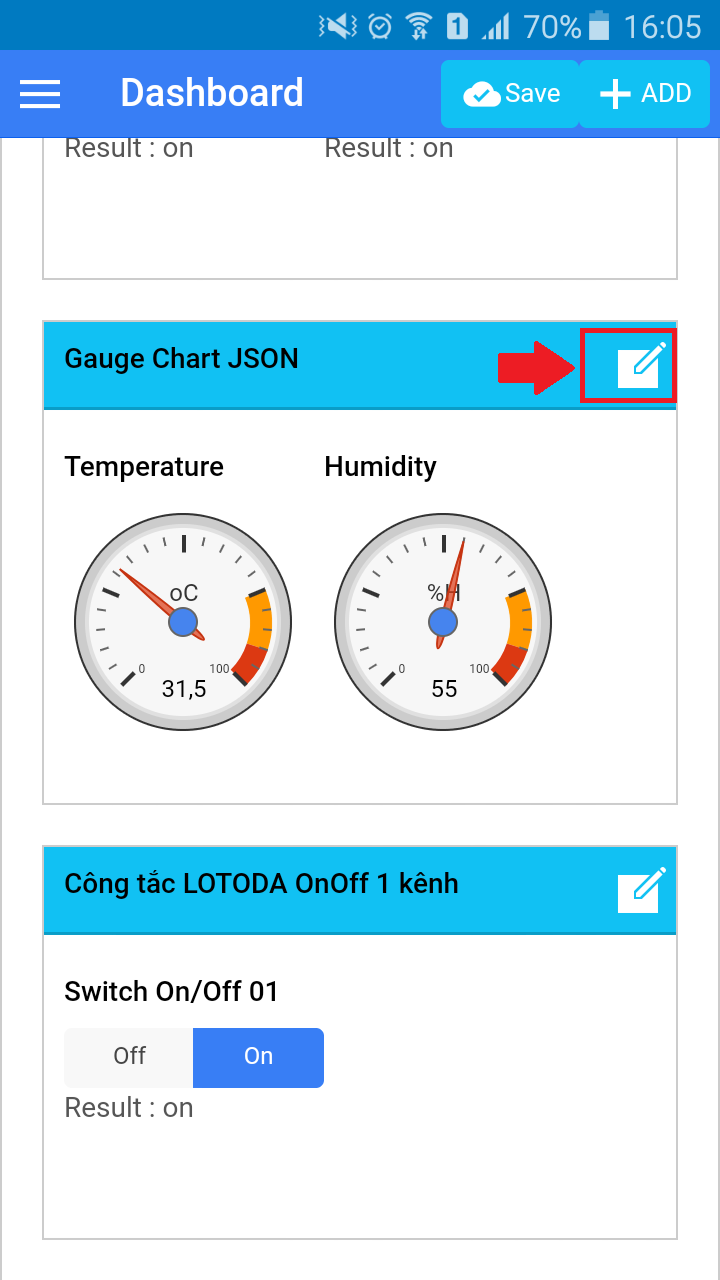 1 70% 16:05
Dashboard Save ADD
Result : on Result : on
Gauge Chart JSON
Temperature Humidity
oC %H
0 100 0 100
31,5 55
Công tắc LOTODA OnOff 1 kênh
Switch On/Off 01
Off On
Result : on